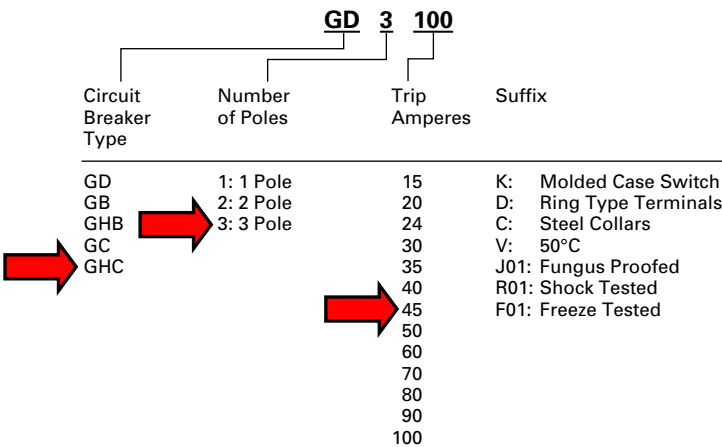 GD 3 100
Circuit Breaker Type
Number of Poles
Trip Amperes
Suffix
GD 1: 1 Pole 15 K: Molded Case Switch
GB 2: 2 Pole 20 D: Ring Type Terminals
GHB 3: 3 Pole 24 C: Steel Collars
GC 30 V: 50°C
GHC 35 J01: Fungus Proofed
40 R01: Shock Tested
45 F01: Freeze Tested
50
60
70
80
90
100